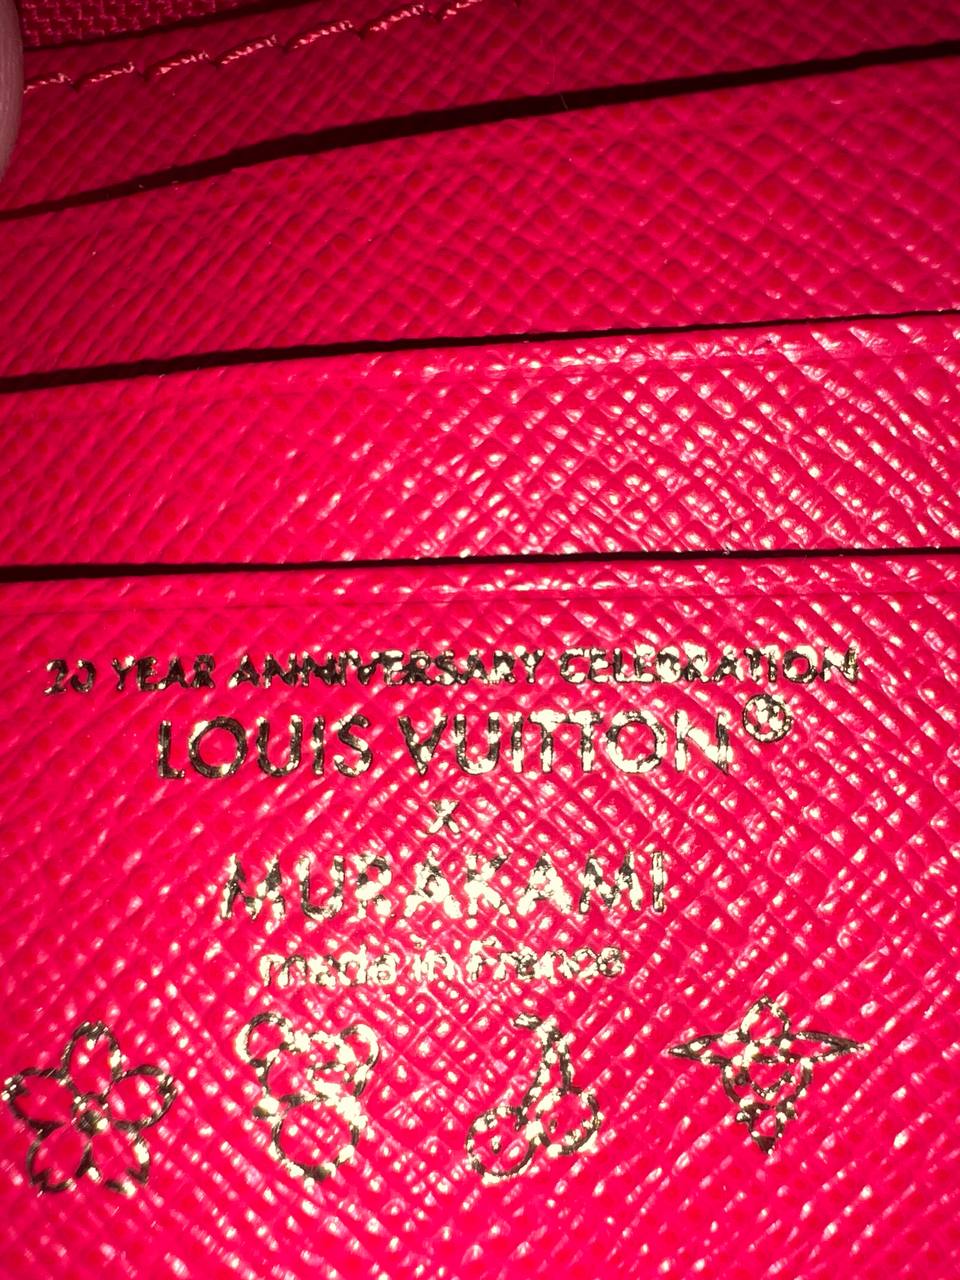 20 YEAR ANNIVERSARY CELEBRATION
LOUIS VUITTON®
x
MURAKAMI
made in France